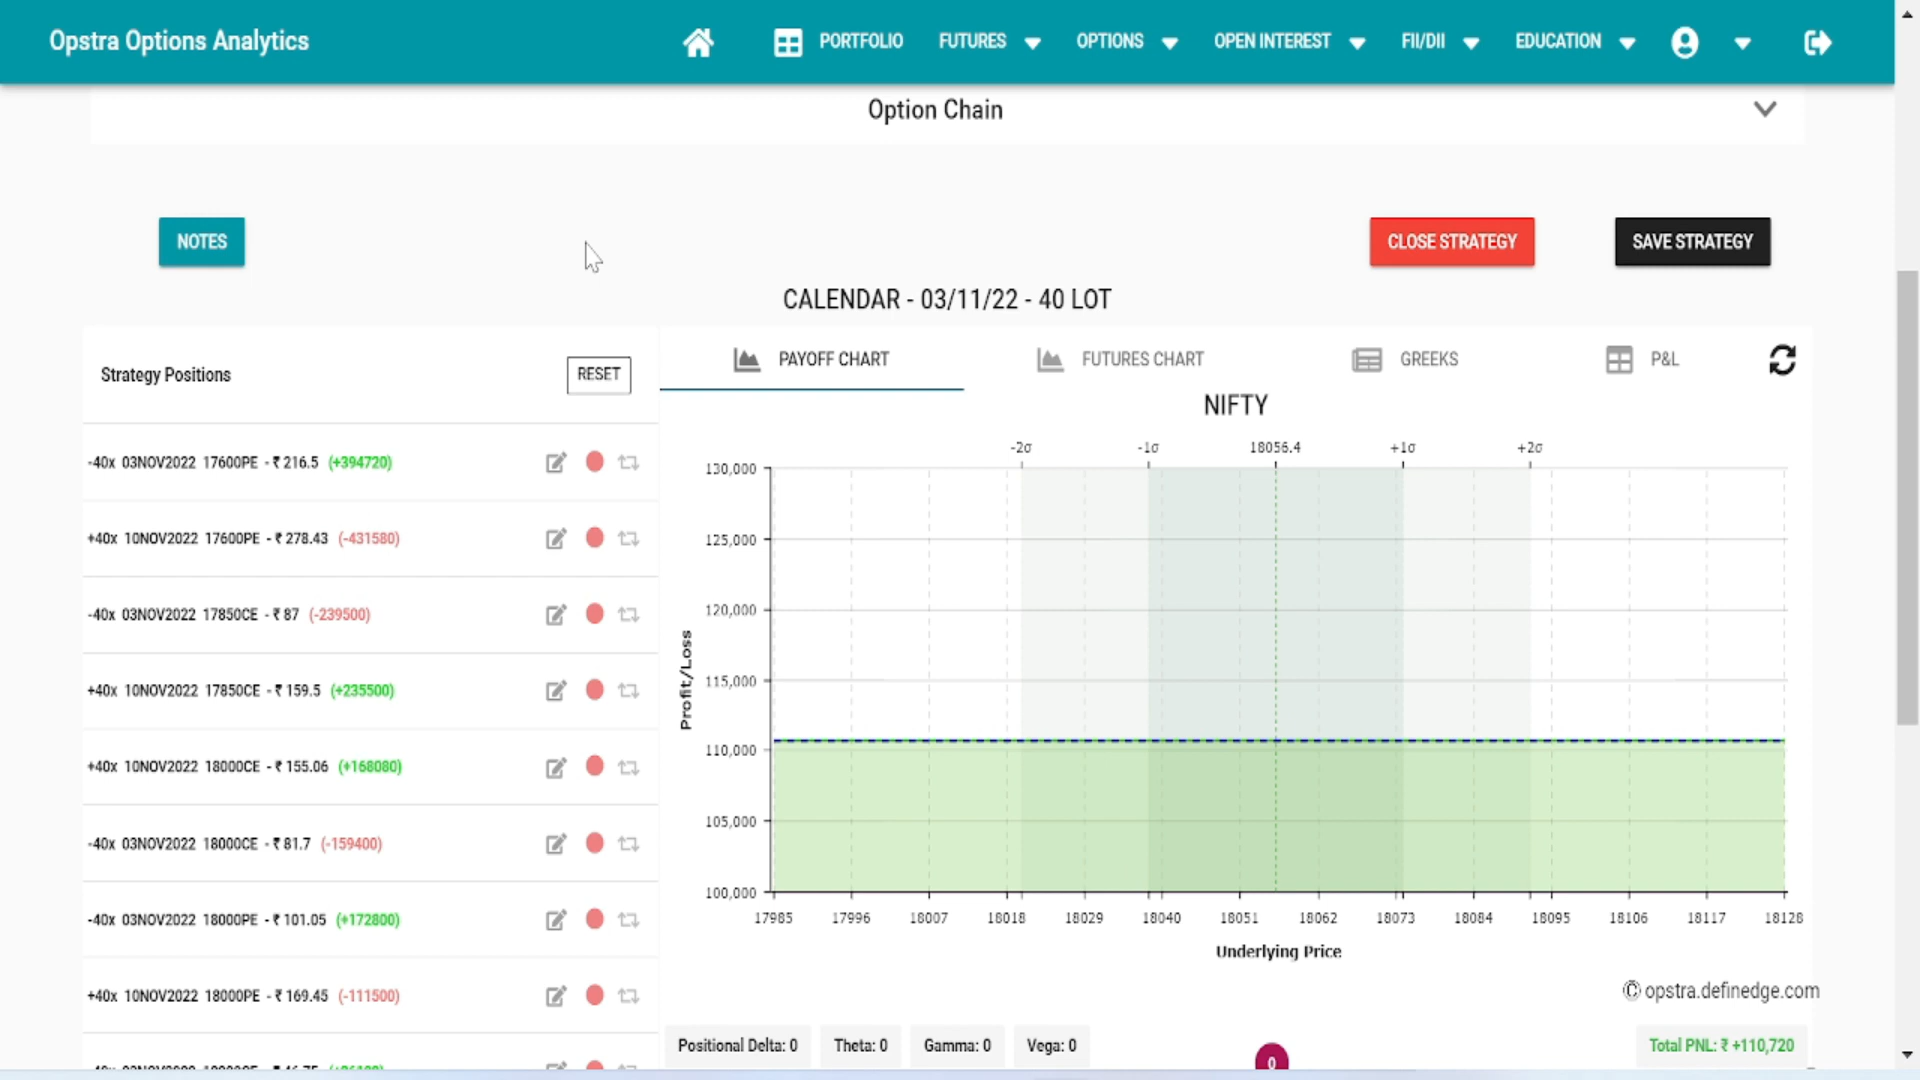 Opstra Options Analytics
PORTFOLIO
FUTURES
OPTIONS
OPEN INTEREST
FII/DII
EDUCATION
Option Chain
NOTES
CLOSE STRATEGY
SAVE STRATEGY
CALENDAR - 03/11/22 - 40 LOT
Strategy Positions
RESET
-40x 03NOV2022 17600PE - ₹ 216.5 (+394720)
+40x 10NOV2022 17600PE - ₹ 278.43 (-431580)
-40x 03NOV2022 17850CE - ₹ 87 (-239500)
+40x 10NOV2022 17850CE - ₹ 159.5 (+235500)
+40x 10NOV2022 18000CE - ₹ 155.06 (+168080)
-40x 03NOV2022 18000CE - ₹ 81.7 (-159400)
-40x 03NOV2022 18000PE - ₹ 101.05 (+172800)
+40x 10NOV2022 18000PE - ₹ 169.45 (-111500)
PAYOFF CHART
FUTURES CHART
GREEKS
P&L
NIFTY
-2σ -1σ 18056.4 +1σ +2σ
130,000
125,000
120,000
115,000
110,000
105,000
100,000
Profit/Loss
17985 17996 18007 18018 18029 18040 18051 18062 18073 18084 18095 18106 18117 18128
Underlying Price
© opstra.definedge.com
Positional Delta: 0
Theta: 0
Gamma: 0
Vega: 0
0
Total PNL: ₹ +110,720